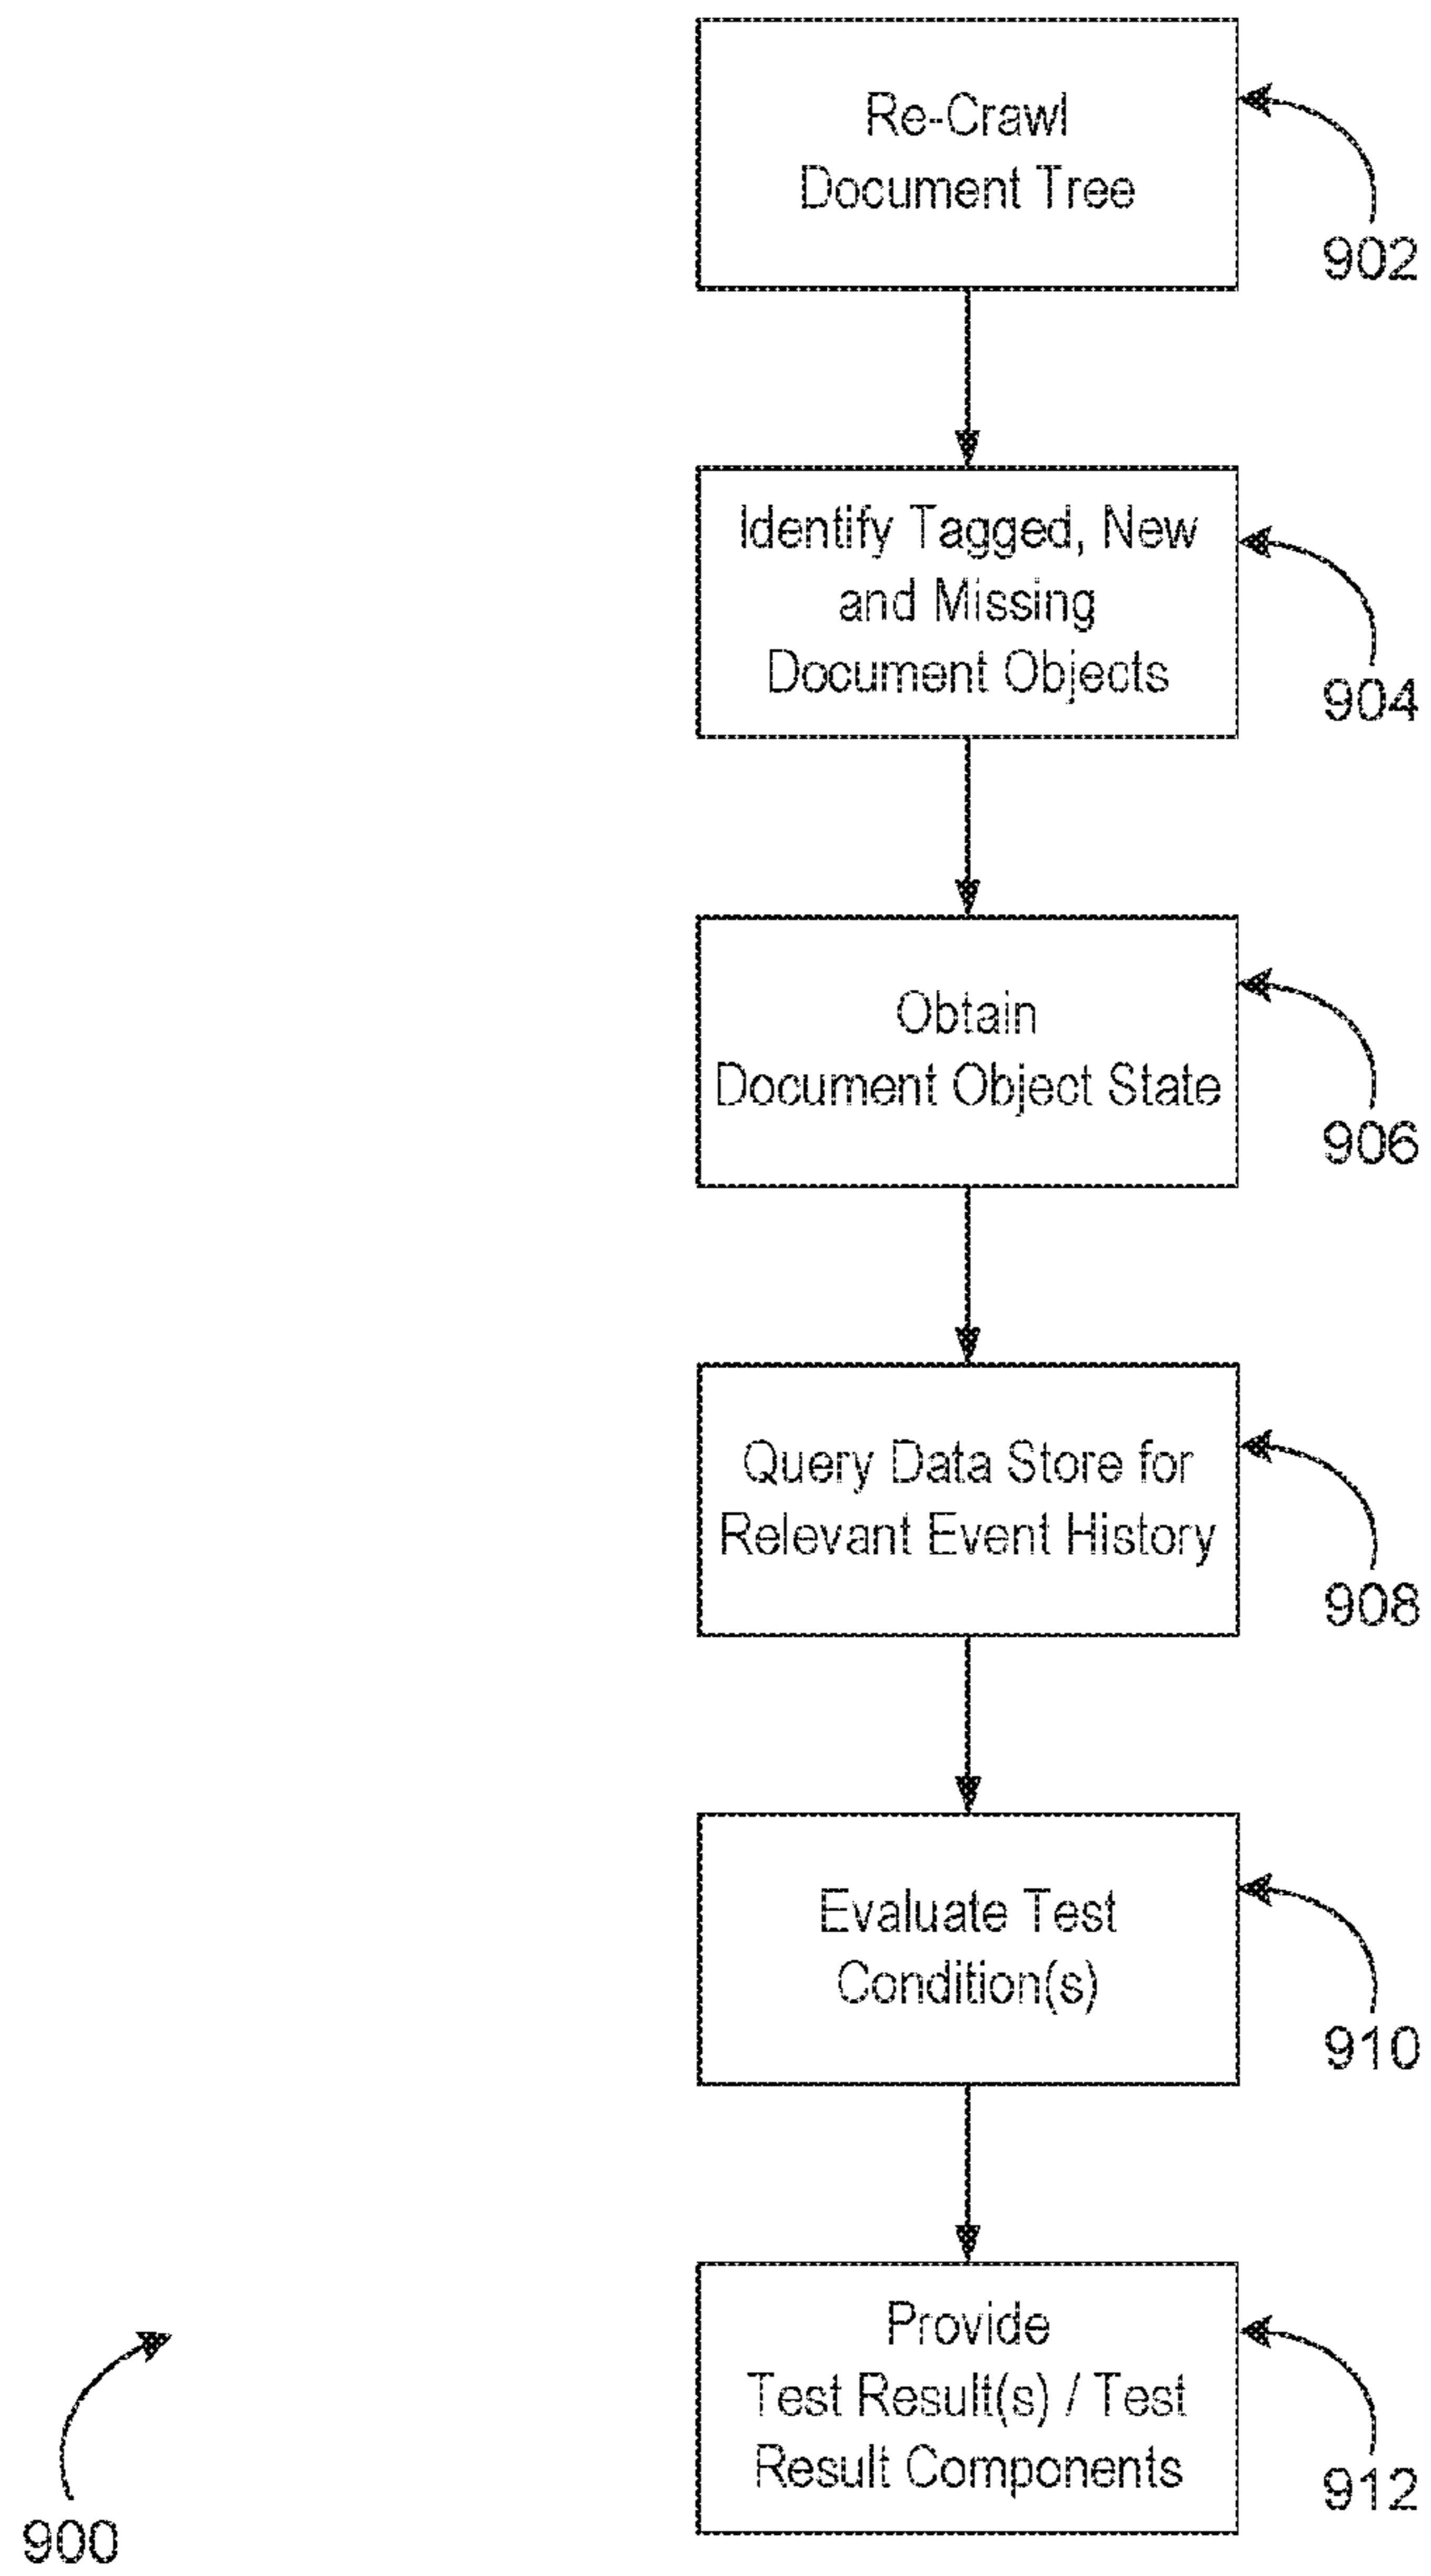 Re-Crawl
Document Tree
902
Identify Tagged, New
and Missing
Document Objects
904
Obtain
Document Object State
906
Query Data Store for
Relevant Event History
908
Evaluate Test
Condition(s)
910
Provide
Test Result(s) / Test
Result Components
912
900